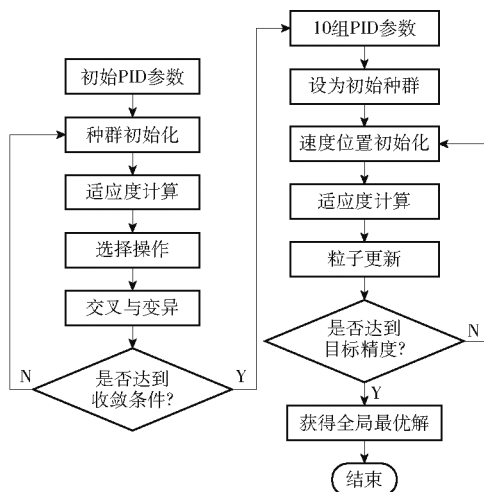 初始PID参数
种群初始化
适应度计算
选择操作
交叉与变异
是否达到
收敛条件?
N
Y
10组PID参数
设为初始种群
速度位置初始化
适应度计算
粒子更新
是否达到
目标精度?
N
Y
获得全局最优解
结束